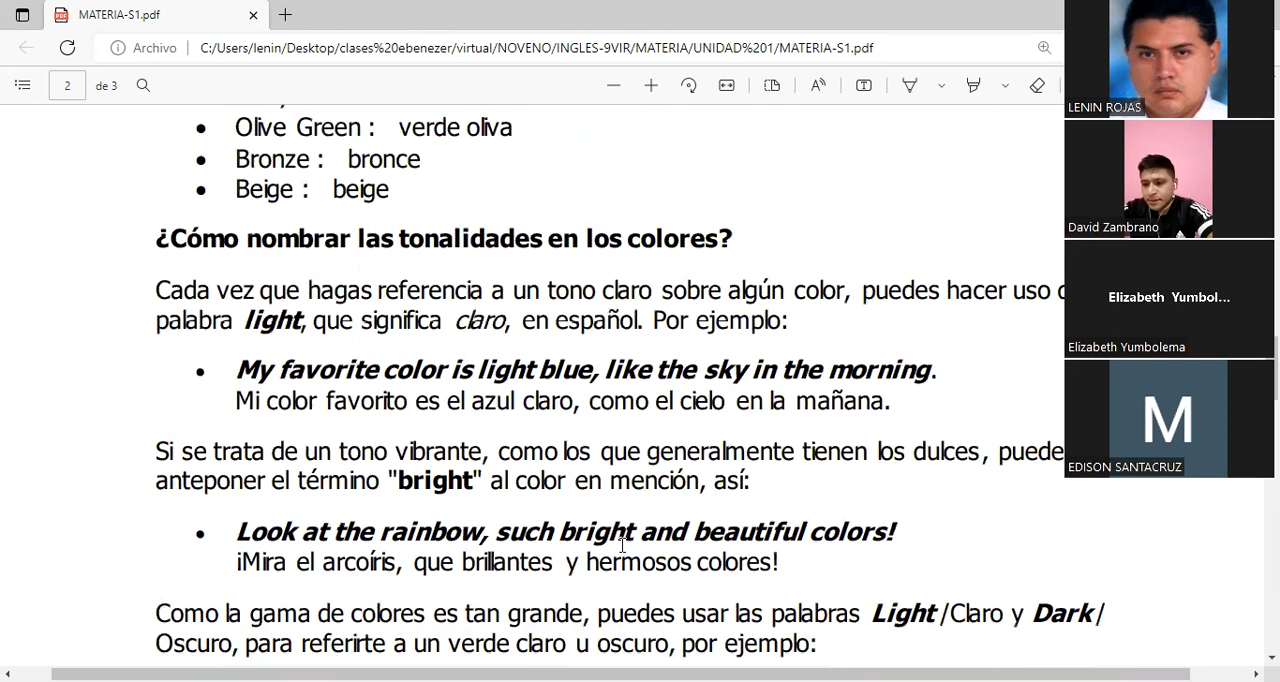 MATERIA-S1.pdf
Archivo C:/Users/lenin/Desktop/clases%20ebenezer/virtual/NOVENO/INGLES-9VIR/MATERIA/UNIDAD%201/MATERIA-S1.pdf
2 de 3
• Olive Green : verde oliva
• Bronze : bronce
• Beige : beige
¿Cómo nombrar las tonalidades en los colores?
Cada vez que hagas referencia a un tono claro sobre algún color, puedes hacer uso
palabra light, que significa claro, en español. Por ejemplo:
• My favorite color is light blue, like the sky in the morning.
Mi color favorito es el azul claro, como el cielo en la mañana.
Si se trata de un tono vibrante, como los que generalmente tienen los dulces, puede
anteponer el término "bright" al color en mención, así:
• Look at the rainbow, such bright and beautiful colors!
¡Mira el arcoíris, que brillantes y hermosos colores!
Como la gama de colores es tan grande, puedes usar las palabras Light/Claro y Dark/
Oscuro, para referirte a un verde claro u oscuro, por ejemplo:
LENIN ROJAS
David Zambrano
Elizabeth Yumbol...
Elizabeth Yumbolema
M
EDISON SANTACRUZ